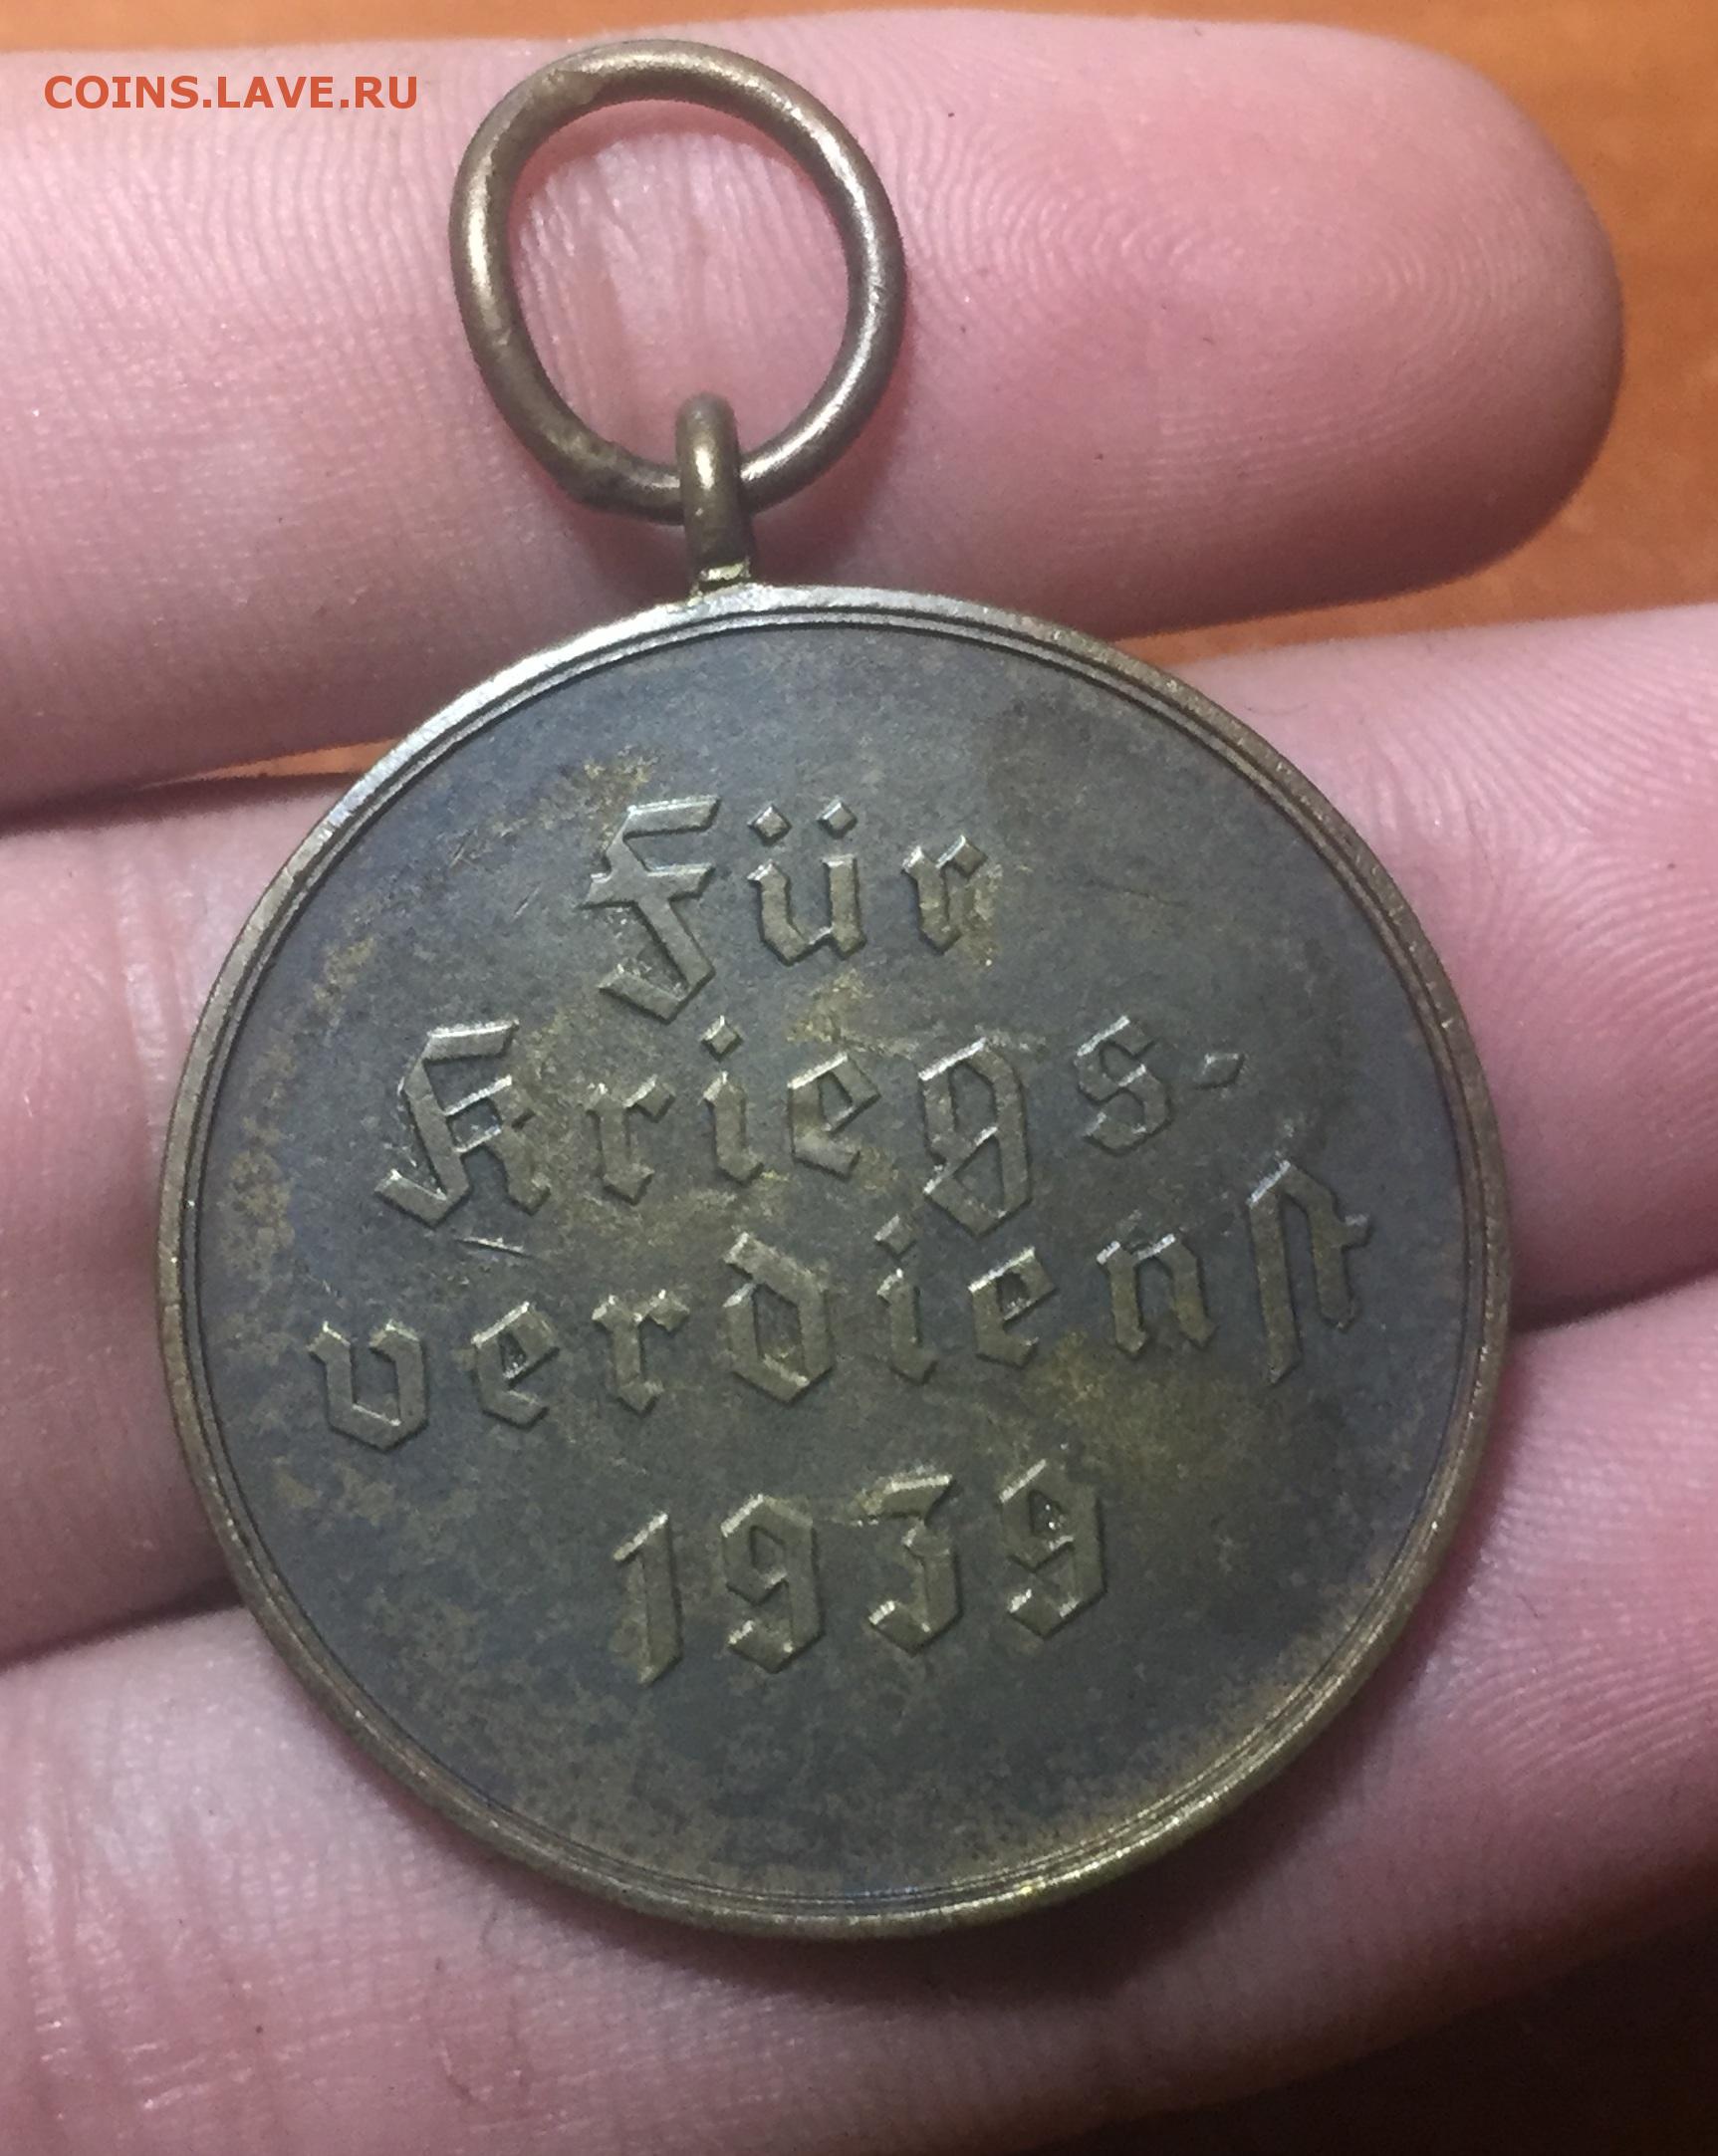 COINS.LAVE.RU
Für
Kriegs-
verdienst
1939